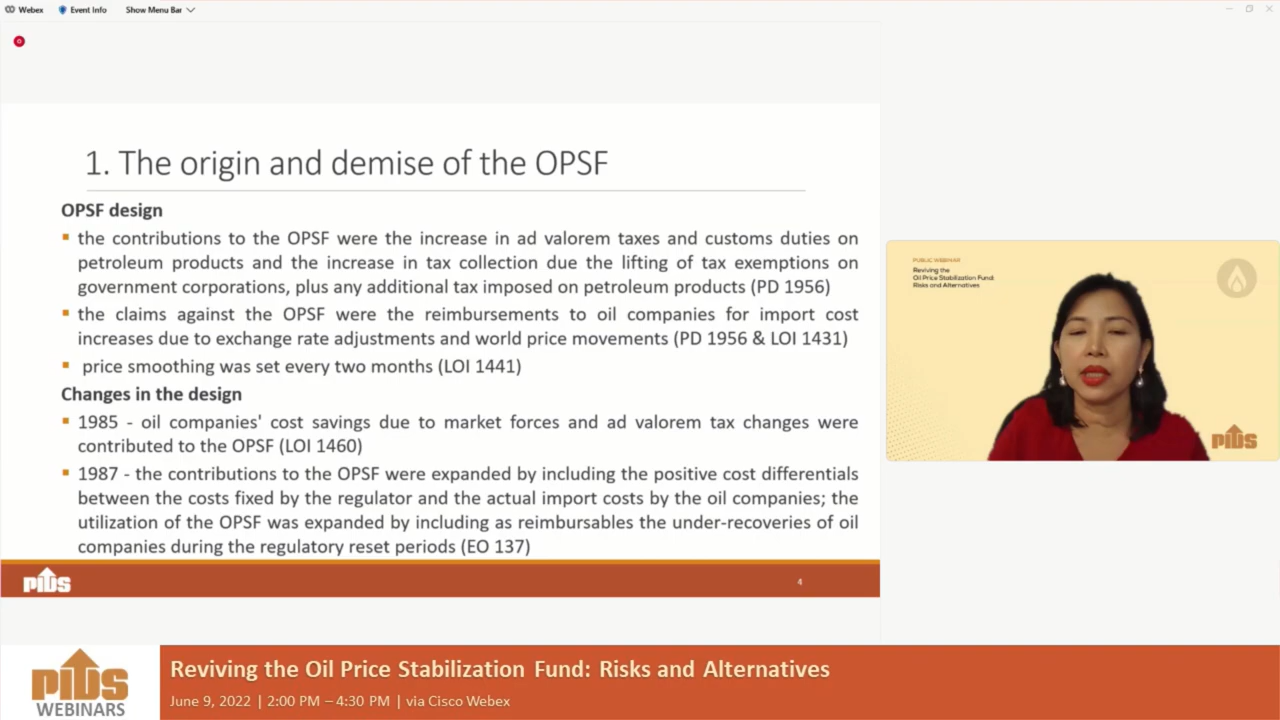 Webex
Event Info
Show Menu Bar
1. The origin and demise of the OPSF
OPSF design
the contributions to the OPSF were the increase in ad valorem taxes and customs duties on
petroleum products and the increase in tax collection due the lifting of tax exemptions on
government corporations, plus any additional tax imposed on petroleum products (PD 1956)
the claims against the OPSF were the reimbursements to oil companies for import cost
increases due to exchange rate adjustments and world price movements (PD 1956 & LOI 1431)
price smoothing was set every two months (LOI 1441)
Changes in the design
1985 - oil companies' cost savings due to market forces and ad valorem tax changes were
contributed to the OPSF (LOI 1460)
1987 - the contributions to the OPSF were expanded by including the positive cost differentials
between the costs fixed by the regulator and the actual import costs by the oil companies; the
utilization of the OPSF was expanded by including as reimbursables the under-recoveries of oil
companies during the regulatory reset periods (EO 137)
PIDS
4
PUBLIC WEBINAR
Reviving the
Oil Price Stabilization Fund:
Risks and Alternatives
PIDS
PIDS
WEBINARS
Reviving the Oil Price Stabilization Fund: Risks and Alternatives
June 9, 2022 | 2:00 PM – 4:30 PM | via Cisco Webex